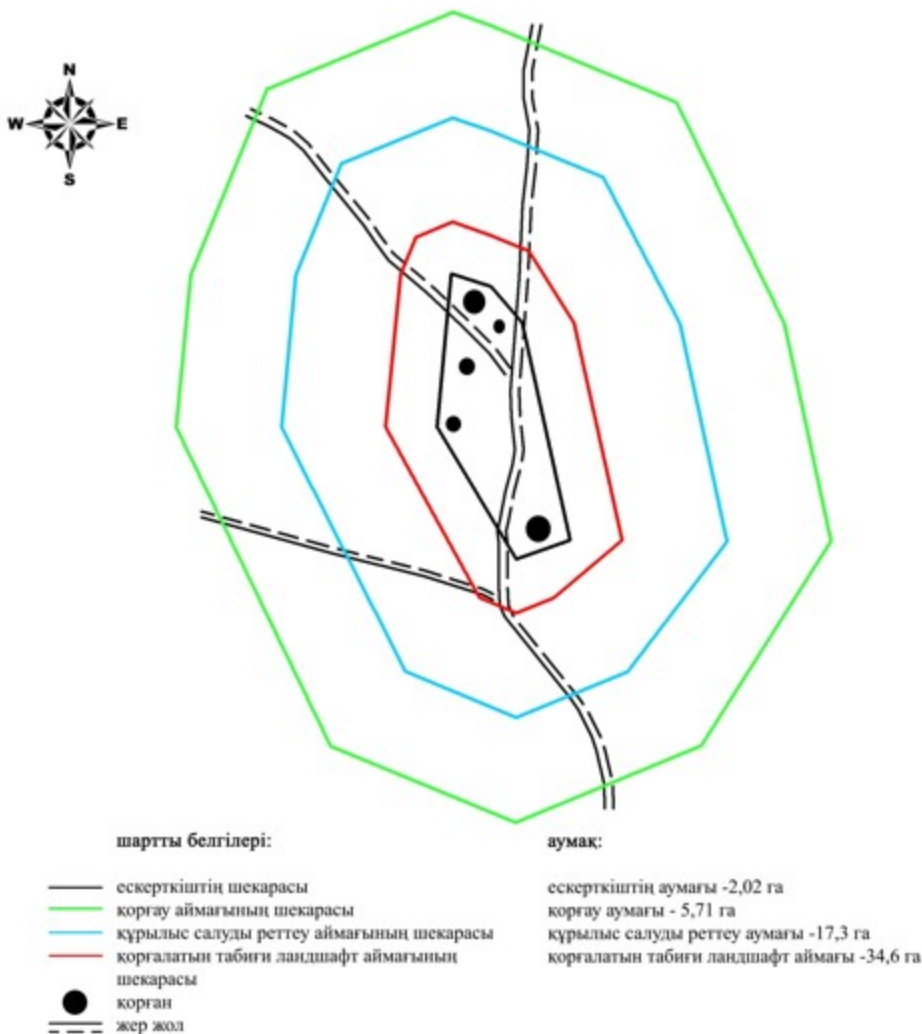 N
W E
S
шартты белгілері:
аумақ:
ескерткіштің шекарасы
ескерткіштің аумағы -2,02 га
қорғау аймағының шекарасы
қорғау аумағы - 5,71 га
құрылыс салуды реттеу аймағының шекарасы
құрылыс салуды реттеу аумағы -17,3 га
қорғалатын табиғи ландшафт аймағының
қорғалатын табиғи ландшафт аймағы -34,6 га
шекарасы
қорған
жер жол